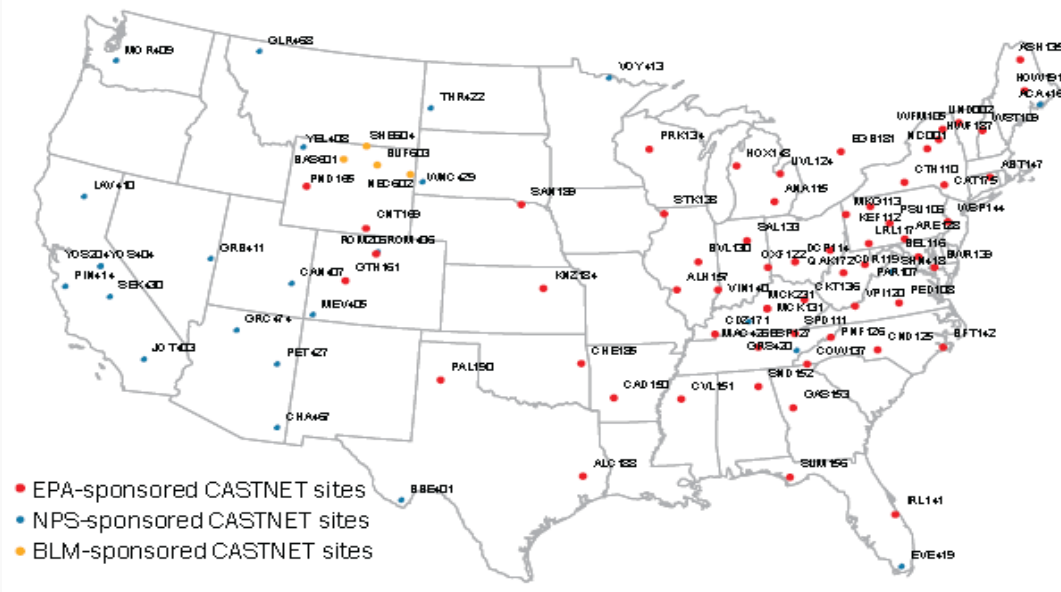 MOR409
GLR468
VOY413
ASH135
HOW191
ACA416
THR422
UND002
WFM105
HWF187
WST109
NIC001
PRK134
EGB181
YEL408
SHE604
BAS601
BUF603
HOX148
UVL124
ABT147
CTH110
CAT175
PND165
NEC602
WNC429
ANA115
LAV410
SAN189
STK138
MKG113
PSU106
WSP144
KEF112
ARE128
CNT169
SAL133
LRL117
ROM206
ROM406
BVL130
OXF122
DCP114
BEL116
GRB411
QAK172
CDR119
SHN418
BWR139
YOS204
YOS404
GTH161
PAR107
PIN414
CAN407
KNZ184
ALH157
VIN140
CKT136
PED108
SEK430
MCK231
VPI120
MEV405
MCK131
CDZ171
SPD111
GRC474
MAC426
ESP127
PNF126
CND125
BFT142
JOT403
PET427
CHE185
GRS420
COW137
PAL190
SND152
CAD150
CVL151
GAS153
CHA467
ALC188
SUM156
EPA-sponsored CASTNET sites
BBE401
IRL141
NPS-sponsored CASTNET sites
BLM-sponsored CASTNET sites
EVE419